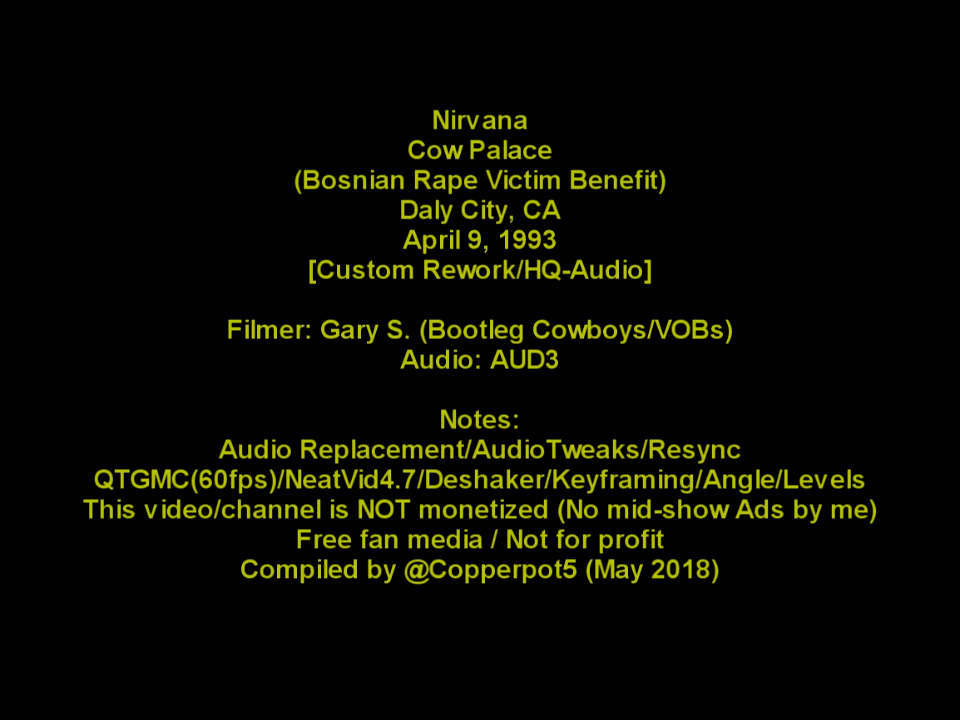 Nirvana
Cow Palace
(Bosnian Rape Victim Benefit)
Daly City, CA
April 9, 1993
[Custom Rework/HQ-Audio]
Filmer: Gary S. (Bootleg Cowboys/VOBs)
Audio: AUD3
Notes:
Audio Replacement/AudioTweaks/Resync
QTGMC(60fps)/NeatVid4.7/Deshaker/Keyframing/Angle/Levels
This video/channel is NOT monetized (No mid-show Ads by me)
Free fan media / Not for profit
Compiled by @Copperpot5 (May 2018)